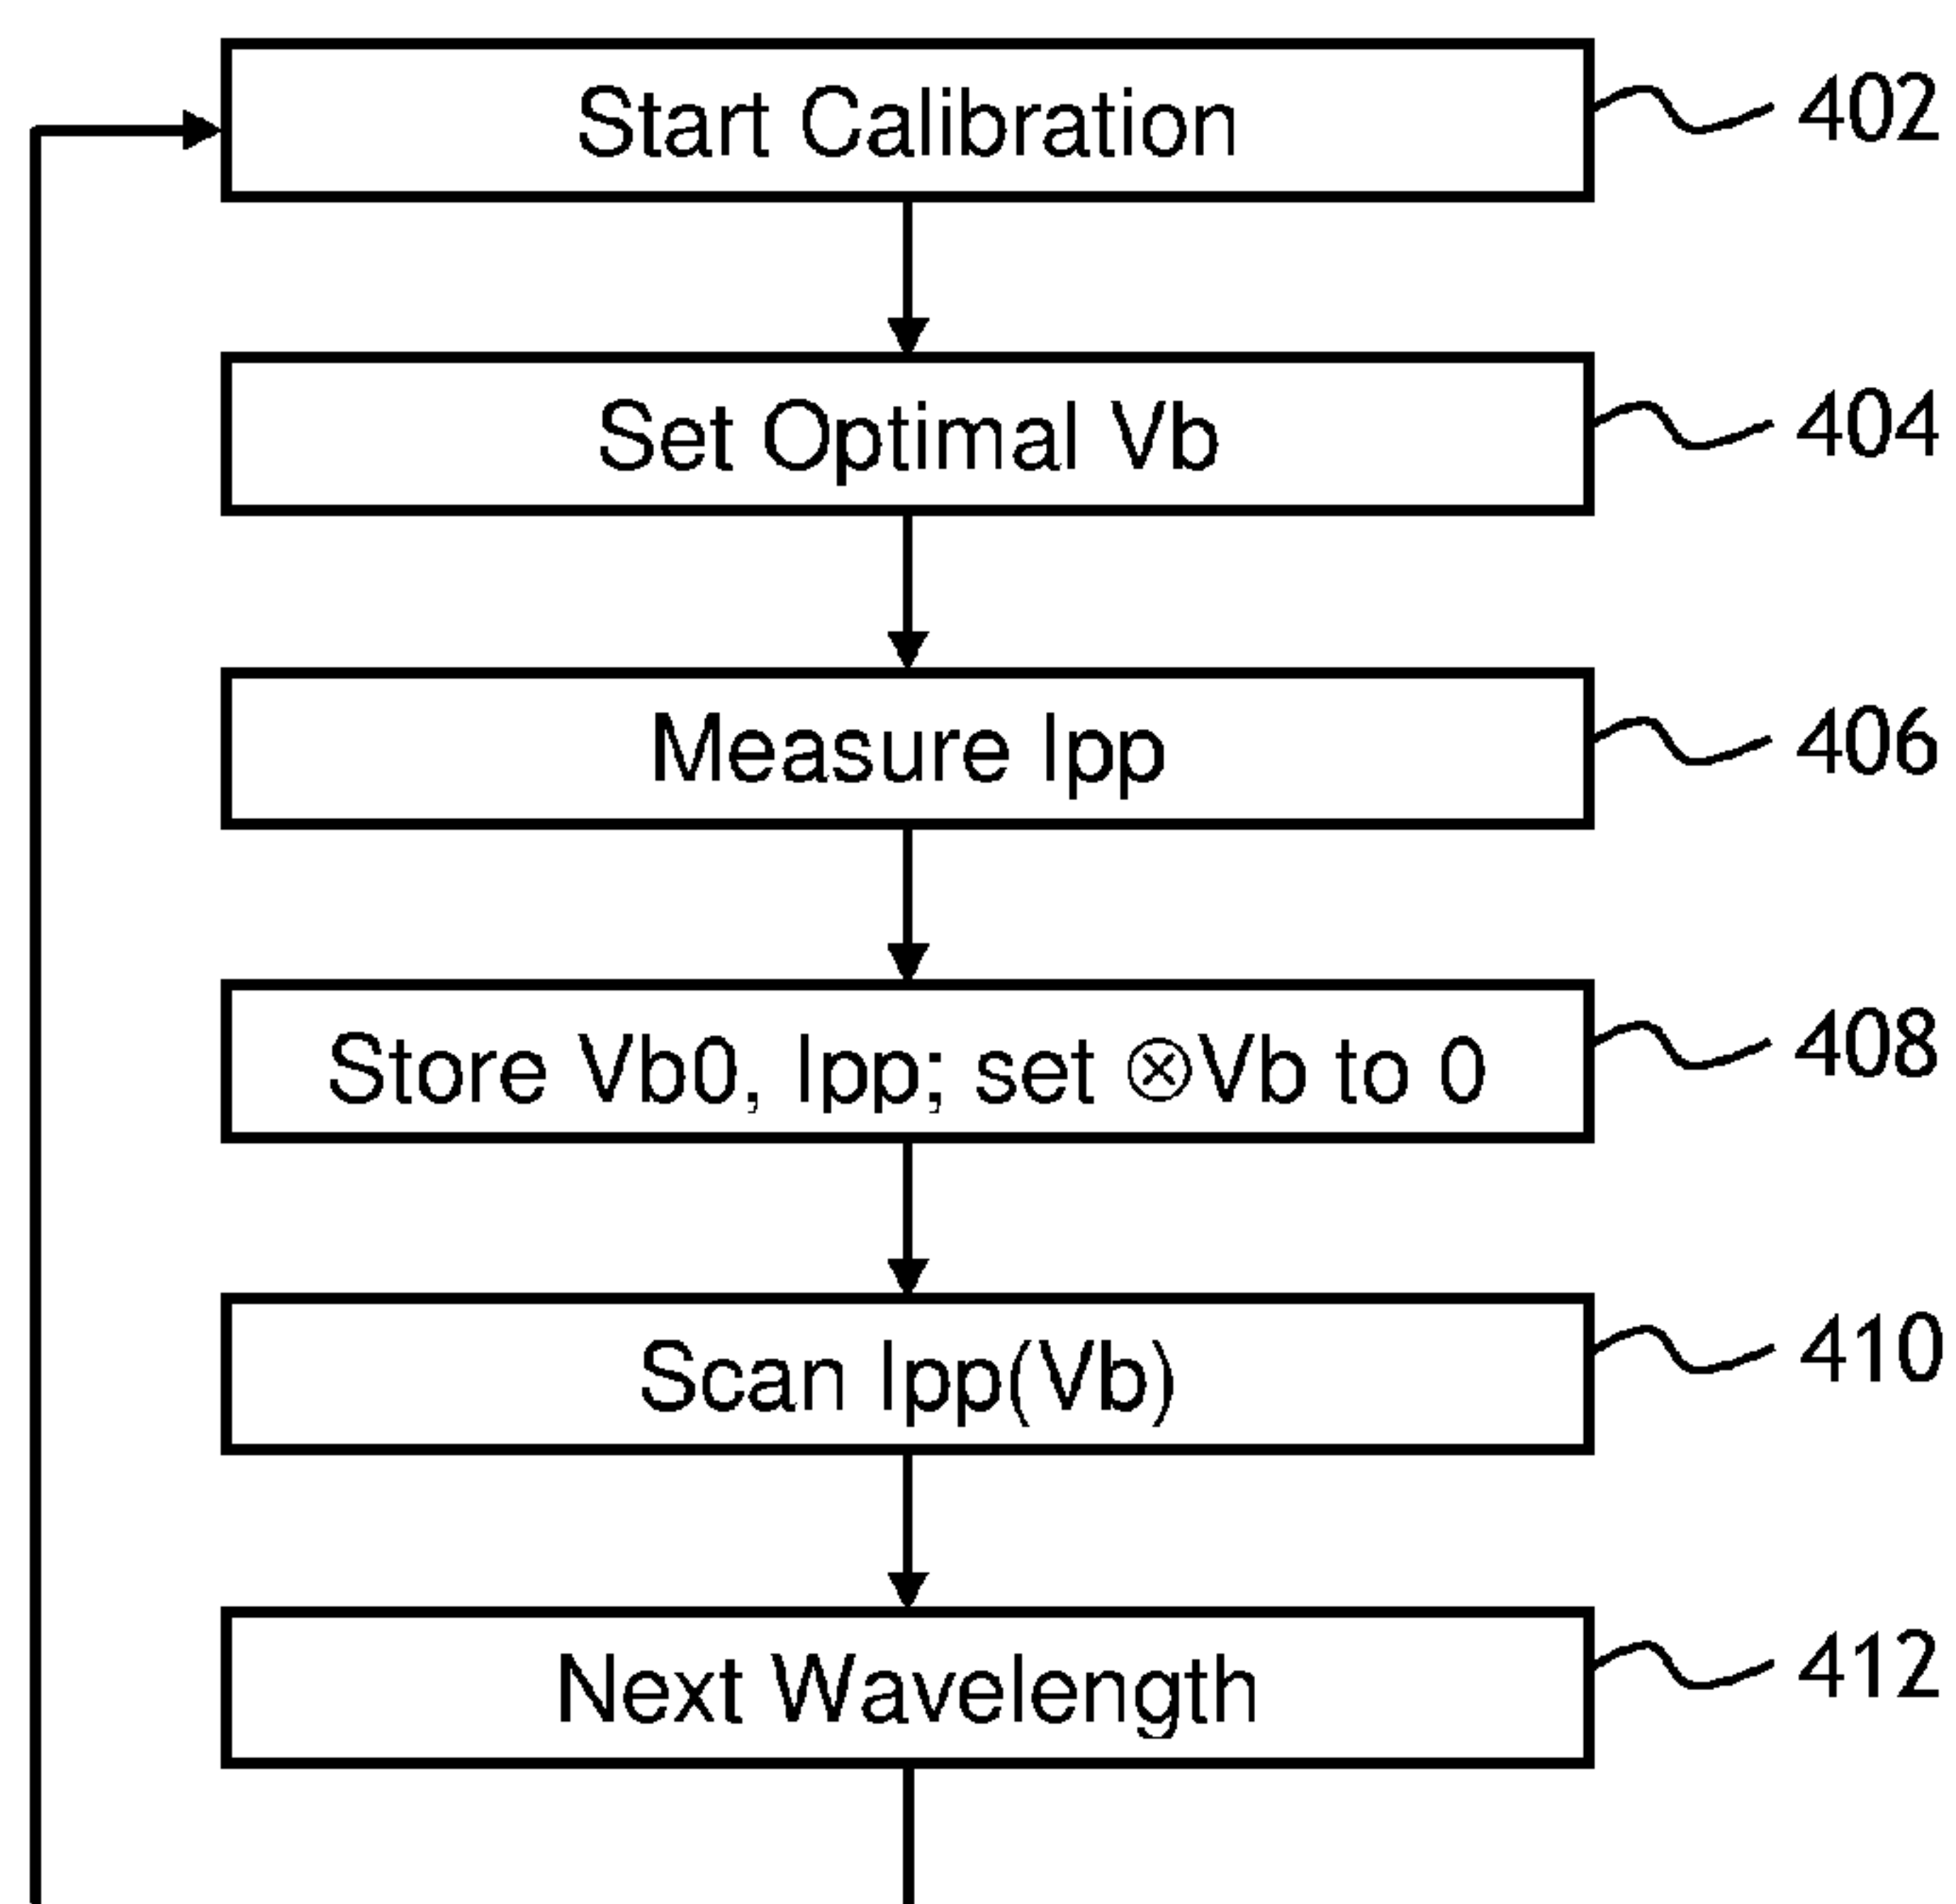 Start Calibration 402
Set Optimal Vb 404
Measure Ipp 406
Store Vb0, Ipp; set ⊗Vb to 0 408
Scan Ipp(Vb) 410
Next Wavelength 412